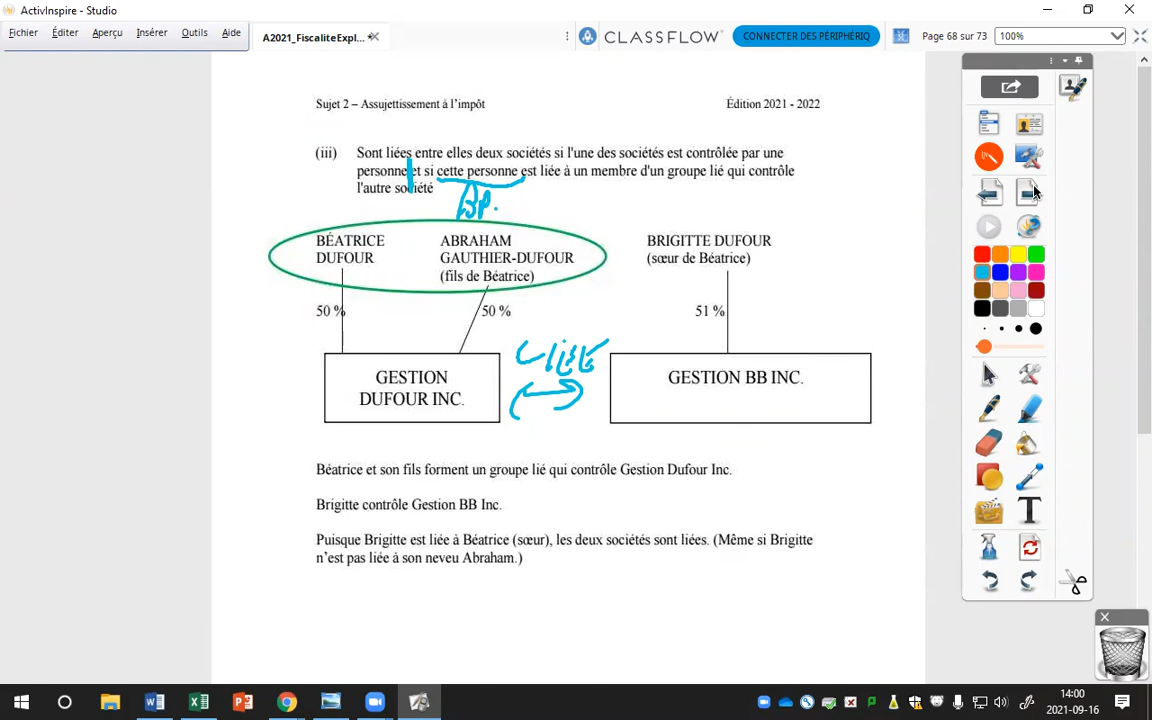 ActivInspire - Studio
Fichier Éditer Aperçu Insérer Outils Aide
A2021_FiscaliteExpl...
CLASSFLOW
CONNECTER DES PÉRIPHÉRIQ
Page 68 sur 73
100%
Sujet 2 – Assujettissement à l'impôt
Édition 2021 - 2022
(iii) Sont liées entre elles deux sociétés si l'une des sociétés est contrôlée par une
personne et si cette personne est liée à un membre d'un groupe lié qui contrôle
l'autre société
BÉATRICE
DUFOUR
ABRAHAM
GAUTHIER-DUFOUR
(fils de Béatrice)
BRIGITTE DUFOUR
(sœur de Béatrice)
50 %
50 %
51 %
GESTION
DUFOUR INC.
Liée
GESTION BB INC.
Béatrice et son fils forment un groupe lié qui contrôle Gestion Dufour Inc.
Brigitte contrôle Gestion BB Inc.
Puisque Brigitte est liée à Béatrice (sœur), les deux sociétés sont liées. (Même si Brigitte
n'est pas liée à son neveu Abraham.)
14:00
2021-09-16